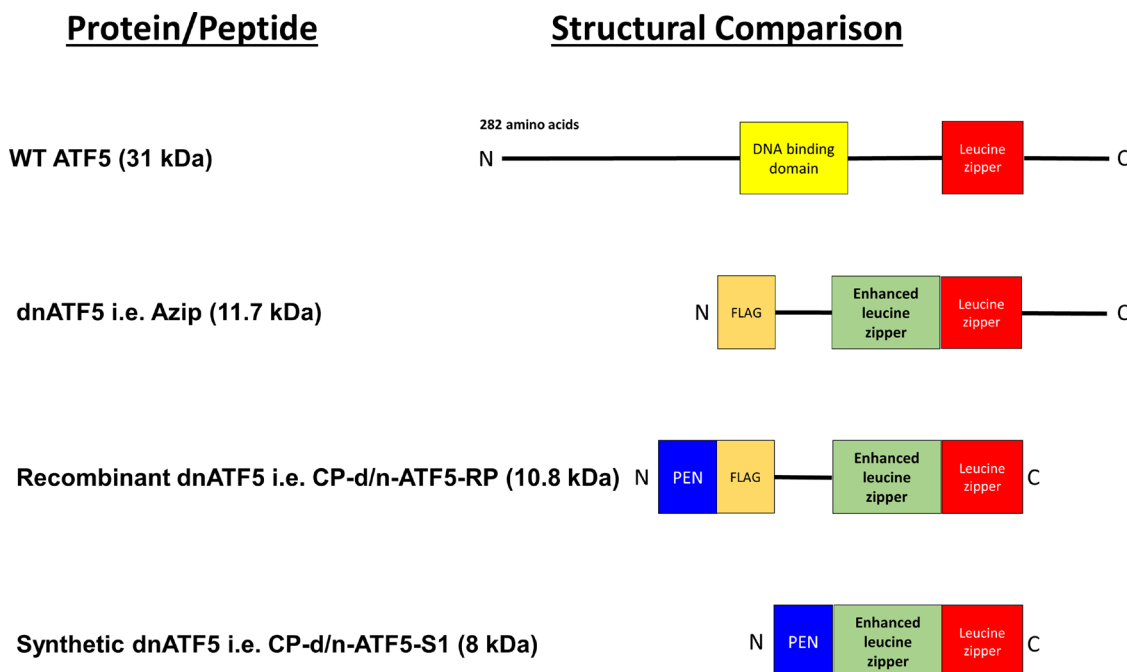 Protein/Peptide
Structural Comparison
282 amino acids
WT ATF5 (31 kDa)
N
DNA binding
domain
Leucine
zipper
C
dnATF5 i.e. Azip (11.7 kDa)
N
FLAG
Enhanced
leucine
zipper
Leucine
zipper
C
Recombinant dnATF5 i.e. CP-d/n-ATF5-RP (10.8 kDa)
N
PEN
FLAG
Enhanced
leucine
zipper
Leucine
zipper
C
Synthetic dnATF5 i.e. CP-d/n-ATF5-S1 (8 kDa)
N
PEN
Enhanced
leucine
zipper
Leucine
zipper
C